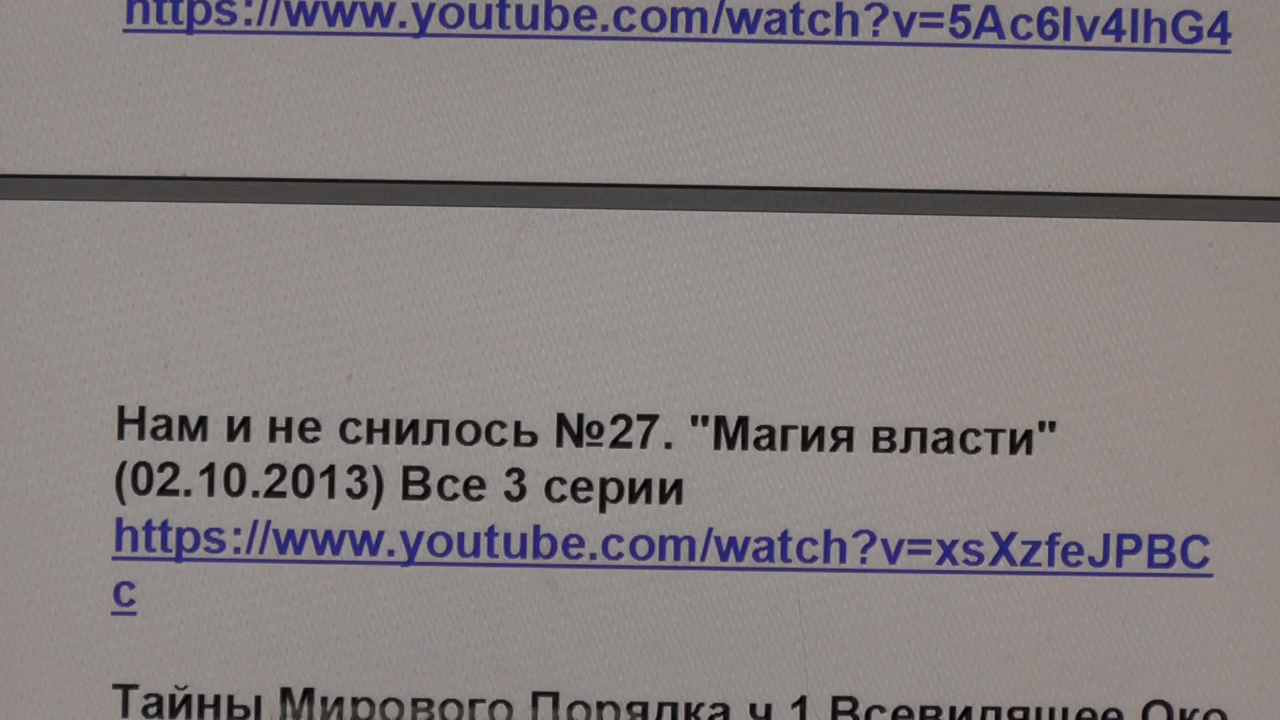 https://www.youtube.com/watch?v=5Ac6Iv4IhG4
Нам и не снилось №27. "Магия власти"
(02.10.2013) Все 3 серии
https://www.youtube.com/watch?v=xsXzfeJPBC
c
Тайны Мирового Порядка ч 1 Всевидящее Око